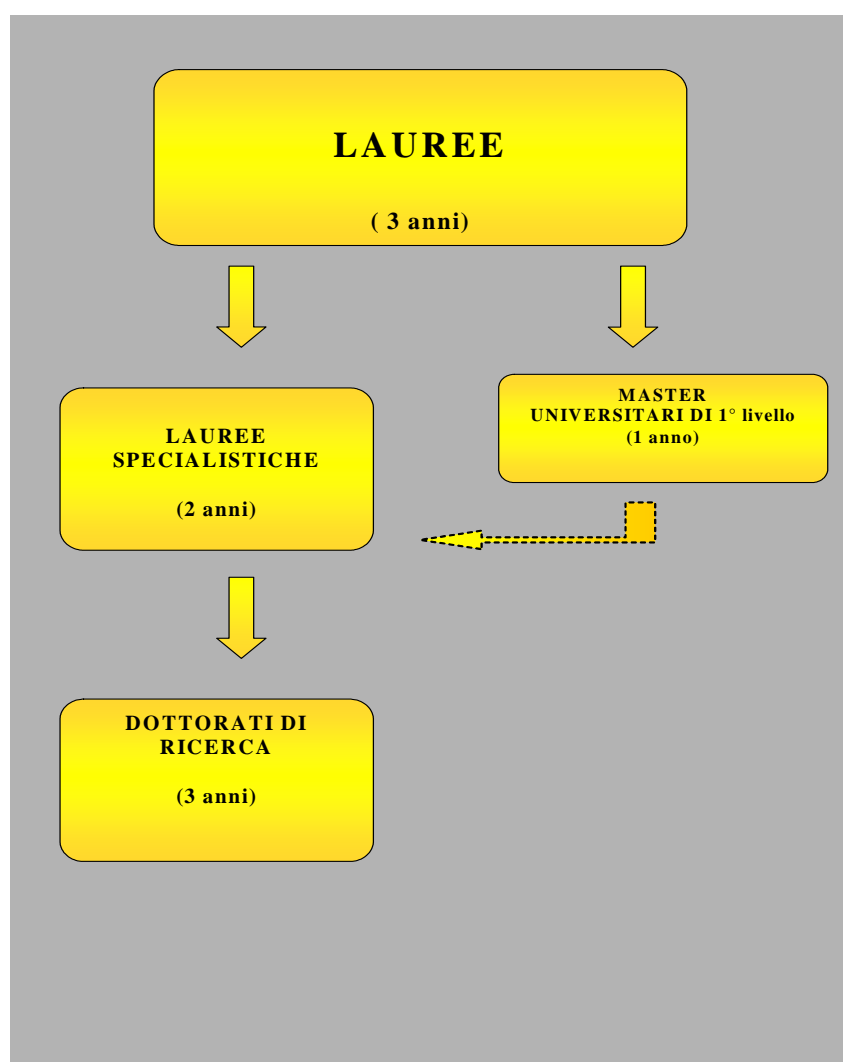 LAUREE
( 3 anni)
MASTER
UNIVERSITARI DI 1° livello
(1 anno)
LAUREE
SPECIALISTICHE
(2 anni)
DOTTORATI DI
RICERCA
(3 anni)